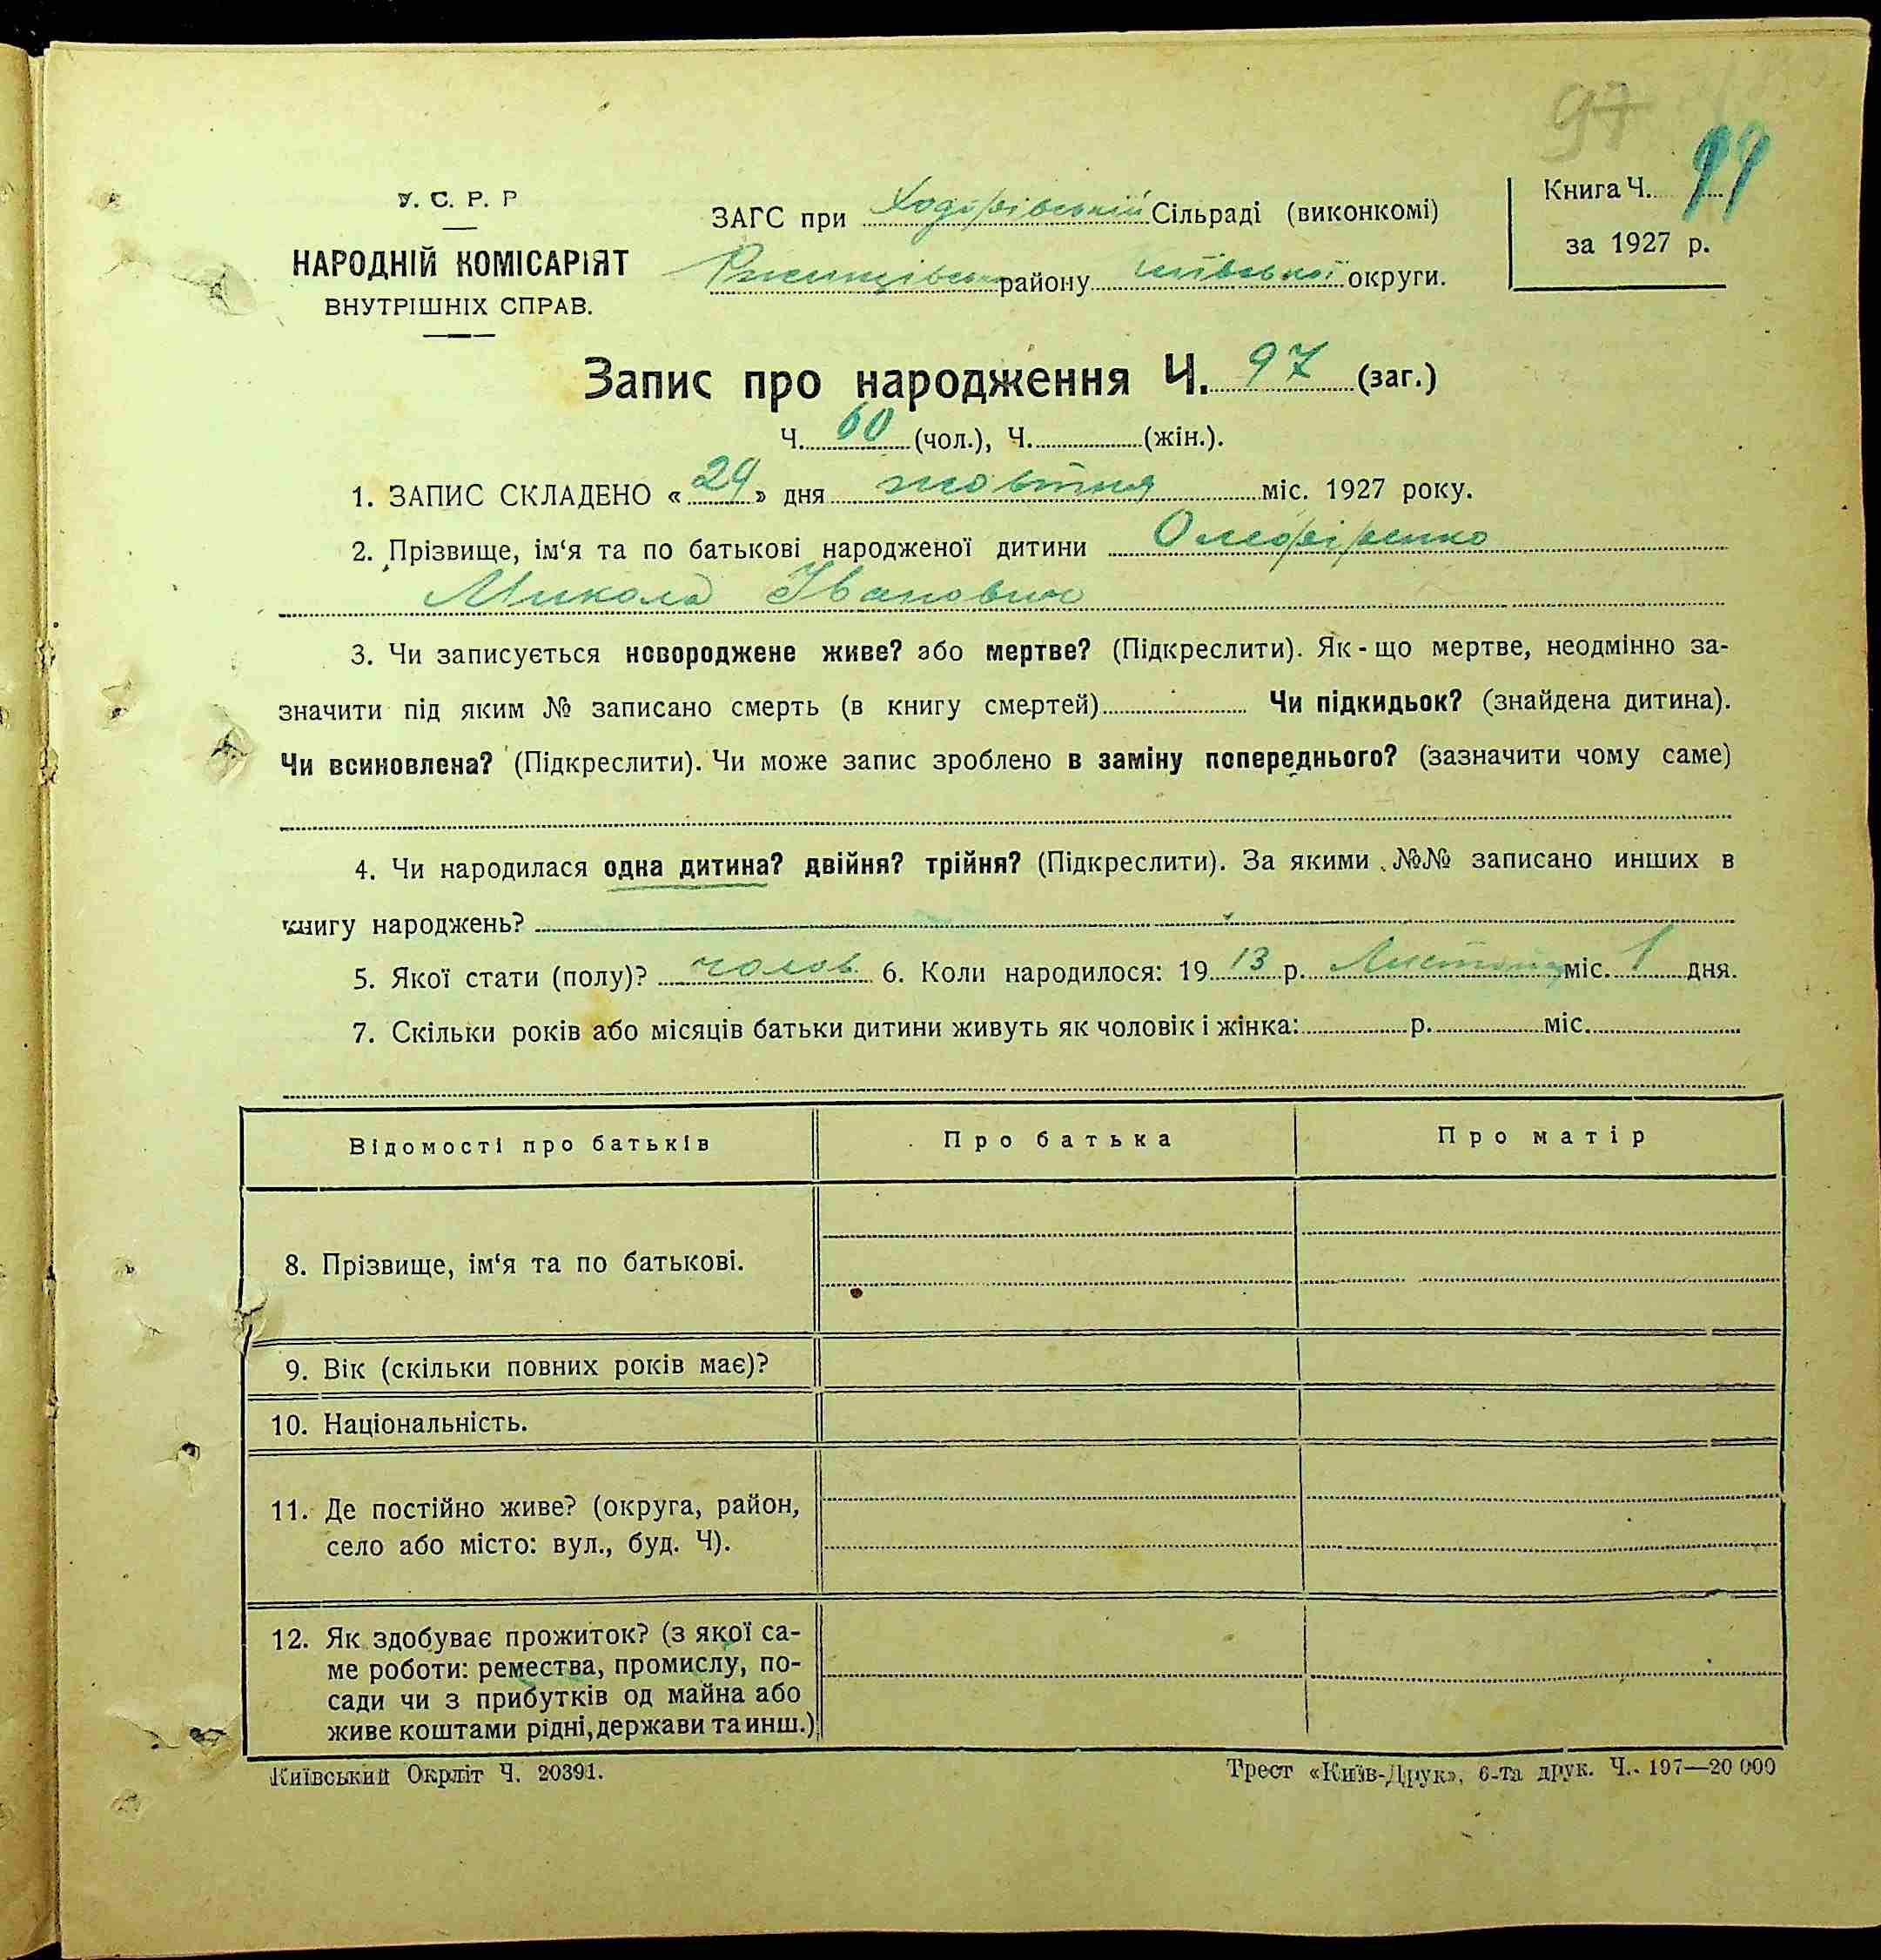 97
У. С. Р. Р
НАРОДНІЙ КОМІСАРІЯТ
ВНУТРІШНІХ СПРАВ.
ЗАГС при Ходорівській Сільраді (виконкомі)
Ржищівськ району київської округи.
Книга Ч.
за 1927 р.
Запис про народження Ч. 97 (заг.)
Ч. 60 (чол.), Ч. (жін.).
1. ЗАПИС СКЛАДЕНО « 29 » дня жовтня міс. 1927 року.
2. Прізвище, ім‘я та по батькові народженої дитини
Микола Іванович
3. Чи записується новороджене живе? або мертве? (Підкреслити). Як-що мертве, неодмінно за-
значити під яким № записано смерть (в книгу смертей) Чи підкидьок? (знайдена дитина).
Чи всиновлена? (Підкреслити). Чи може запис зроблено в заміну попереднього? (зазначити чому саме)
4. Чи народилася одна дитина? двійня? трійня? (Підкреслити). За якими №№ записано инших в
книгу народжень?
5. Якої стати (полу)? чолов. 6. Коли народилося: 19 13 р. Листопад міс. 1 дня.
7. Скільки років або місяців батьки дитини живуть як чоловік і жінка: р. міс.
Відомості про батьків Про батька Про матір
8. Прізвище, ім‘я та по батькові.
9. Вік (скільки повних років має)?
10. Національність.
11. Де постійно живе? (округа, район,
село або місто: вул., буд. Ч).
12. Як здобуває прожиток? (з якої са-
ме роботи: ремества, промислу, по-
сади чи з прибутків од майна або
живе коштами рідні, держави та инш.)
Київський Окрліт Ч. 20391.
Трест «Київ-Друк», 6-та друк. Ч. 197—20 000